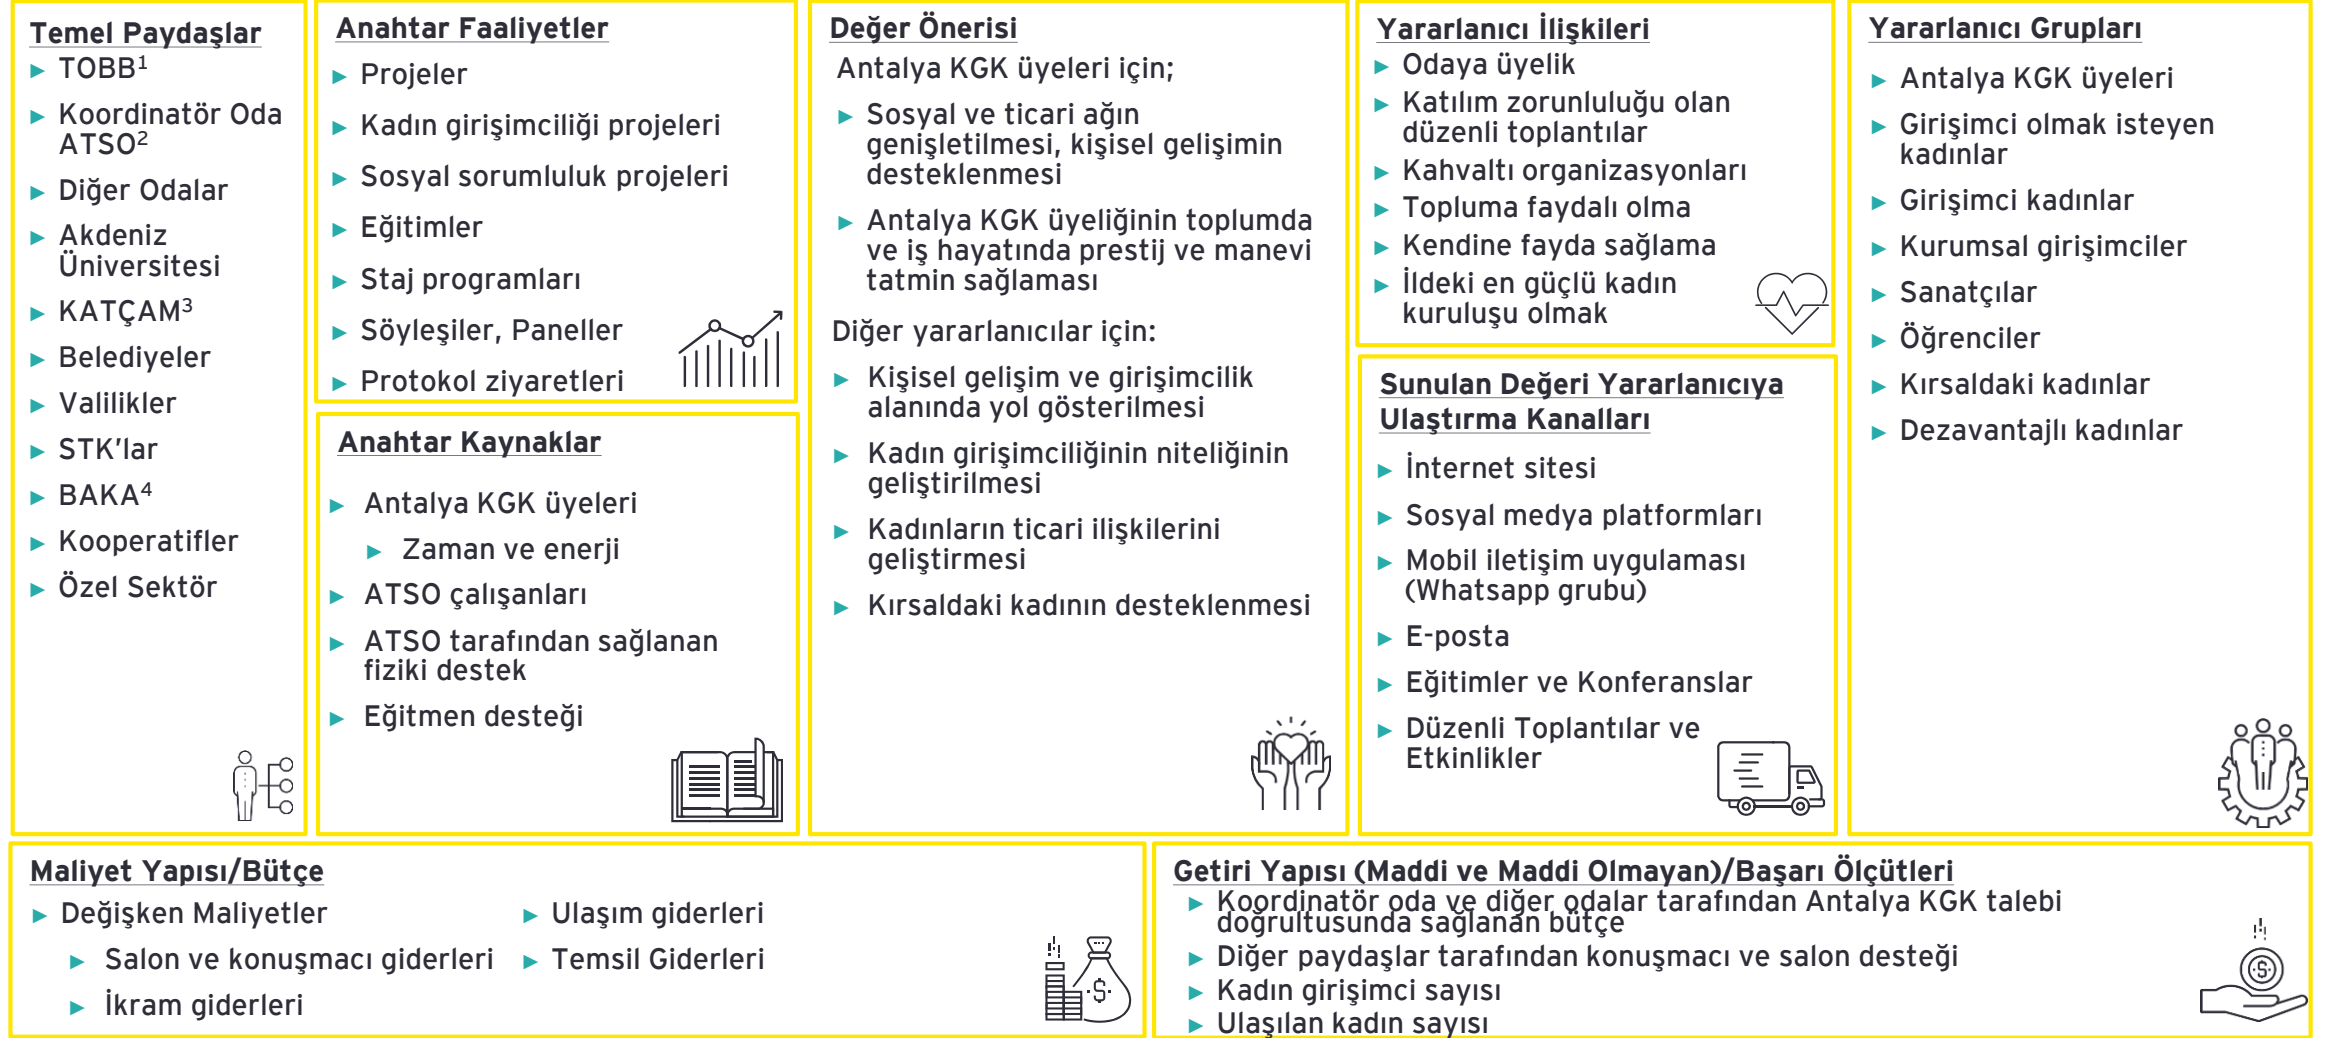 Temel Paydaşlar
► TOBB¹
► Koordinatör Oda
ATSO²
► Diğer Odalar
► Akdeniz
Üniversitesi
► KATÇAM³
► Belediyeler
► Valilikler
► STK'lar
► BAKA⁴
► Kooperatifler
► Özel Sektör
Anahtar Faaliyetler
► Projeler
► Kadın girişimciliği projeleri
► Sosyal sorumluluk projeleri
► Eğitimler
► Staj programları
► Söyleşiler, Paneller
► Protokol ziyaretleri
Anahtar Kaynaklar
► Antalya KGK üyeleri
► Zaman ve enerji
► ATSO çalışanları
► ATSO tarafından sağlanan
fiziki destek
► Eğitmen desteği
Değer Önerisi
Antalya KGK üyeleri için;
► Sosyal ve ticari ağın
genişletilmesi, kişisel gelişimin
desteklenmesi
► Antalya KGK üyeliğinin toplumda
ve iş hayatında prestij ve manevi
tatmin sağlaması
Diğer yararlanıcılar için:
► Kişisel gelişim ve girişimcilik
alanında yol gösterilmesi
► Kadın girişimciliğinin niteliğinin
geliştirilmesi
► Kadınların ticari ilişkilerini
geliştirmesi
► Kırsaldaki kadının desteklenmesi
Yararlanıcı İlişkileri
► Odaya üyelik
► Katılım zorunluluğu olan
düzenli toplantılar
► Kahvaltı organizasyonları
► Topluma faydalı olma
► Kendine fayda sağlama
► İldeki en güçlü kadın
kuruluşu olmak
Sunulan Değeri Yararlanıcıya
Ulaştırma Kanalları
► İnternet sitesi
► Sosyal medya platformları
► Mobil iletişim uygulaması
(Whatsapp grubu)
► E-posta
► Eğitimler ve Konferanslar
► Düzenli Toplantılar ve
Etkinlikler
Yararlanıcı Grupları
► Antalya KGK üyeleri
► Girişimci olmak isteyen
kadınlar
► Girişimci kadınlar
► Kurumsal girişimciler
► Sanatçılar
► Öğrenciler
► Kırsaldaki kadınlar
► Dezavantajlı kadınlar
Maliyet Yapısı/Bütçe
► Değişken Maliyetler
► Salon ve konuşmacı giderleri
► İkram giderleri
► Ulaşım giderleri
► Temsil Giderleri
Getiri Yapısı (Maddi ve Maddi Olmayan)/Başarı Ölçütleri
► Koordinatör oda ve diğer odalar tarafından Antalya KGK talebi
doğrultusunda sağlanan bütçe
► Diğer paydaşlar tarafından konuşmacı ve salon desteği
► Kadın girişimci sayısı
► Ulaşılan kadın sayısı